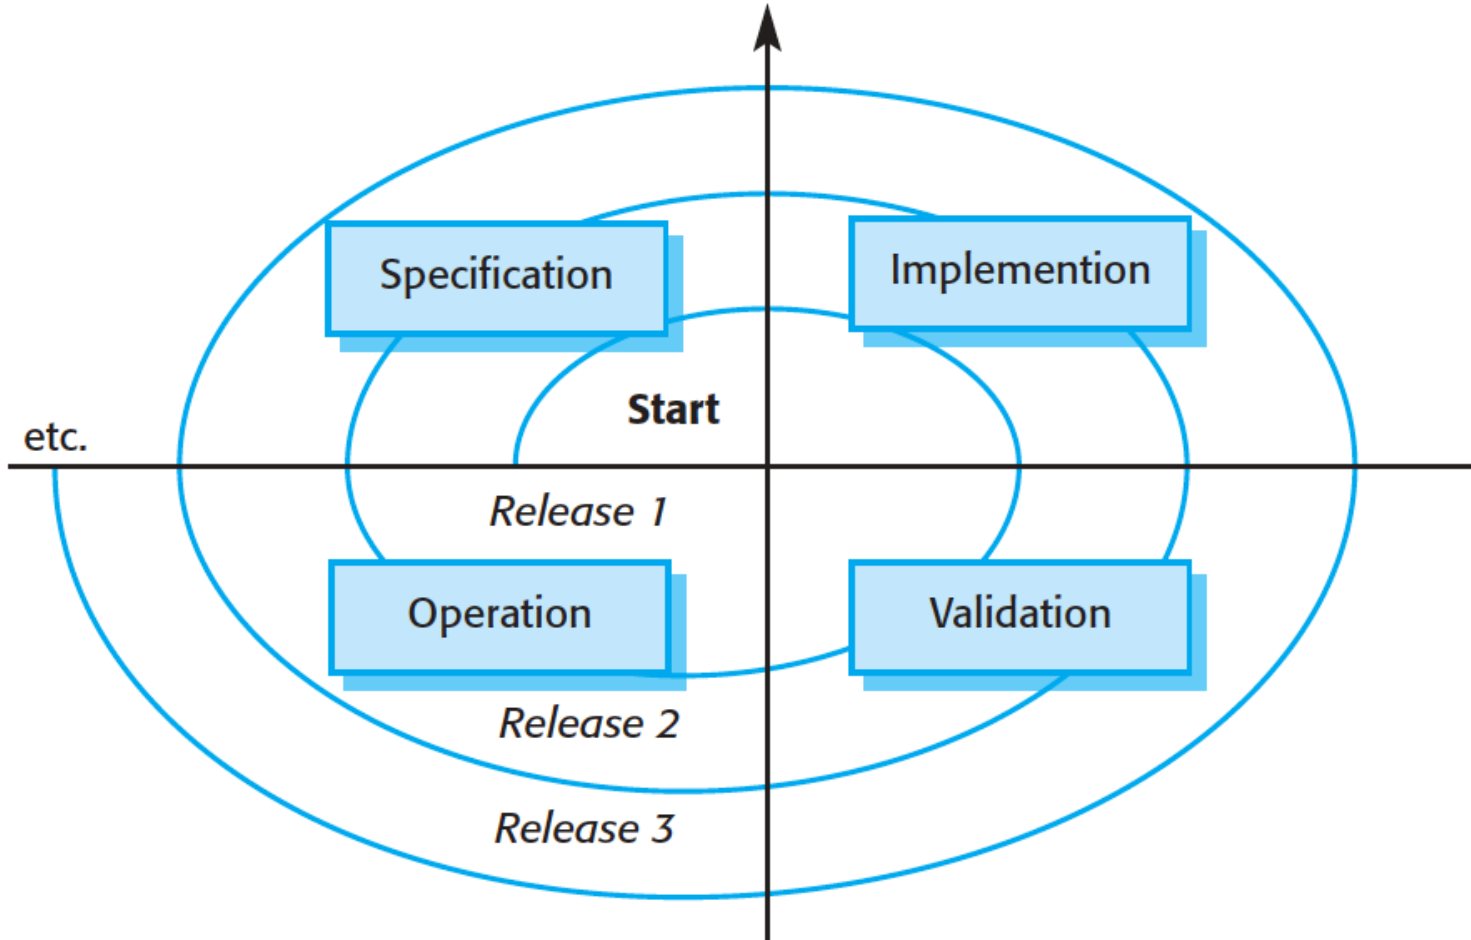 Specification
Implemention
Start
etc.
Release 1
Operation
Validation
Release 2
Release 3